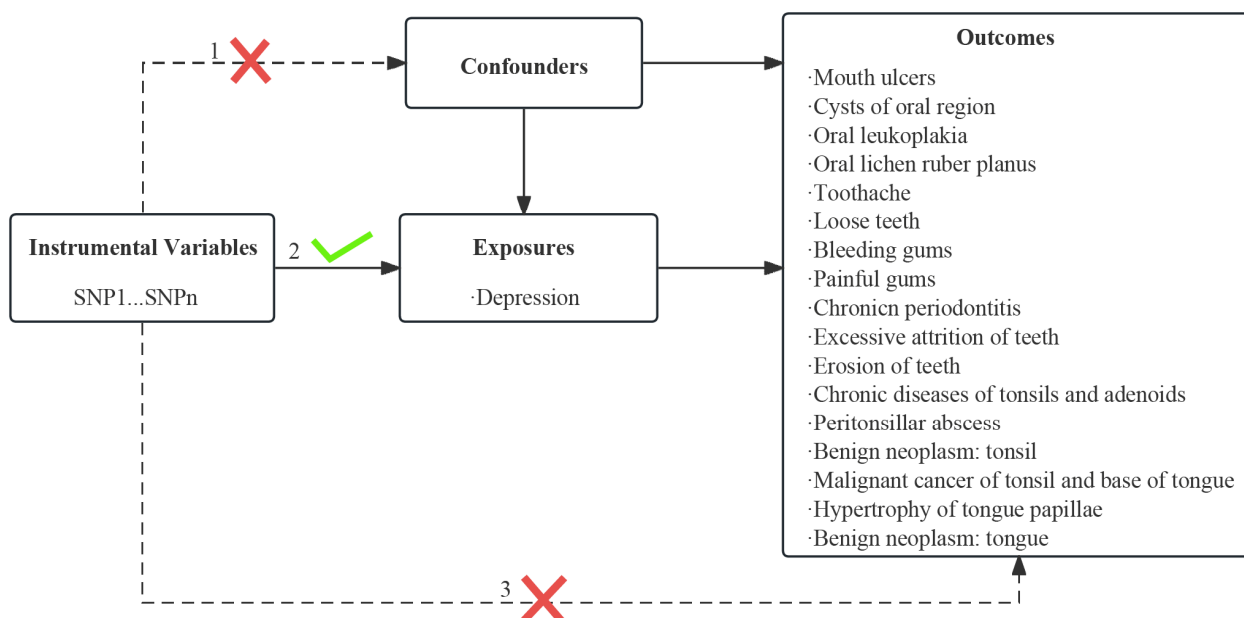 1
Confounders
Instrumental Variables
SNP1...SNPn
2
Exposures
·Depression
3
Outcomes
·Mouth ulcers
·Cysts of oral region
·Oral leukoplakia
·Oral lichen ruber planus
·Toothache
·Loose teeth
·Bleeding gums
·Painful gums
·Chronicn periodontitis
·Excessive attrition of teeth
·Erosion of teeth
·Chronic diseases of tonsils and adenoids
·Peritonsillar abscess
·Benign neoplasm: tonsil
·Malignant cancer of tonsil and base of tongue
·Hypertrophy of tongue papillae
·Benign neoplasm: tongue